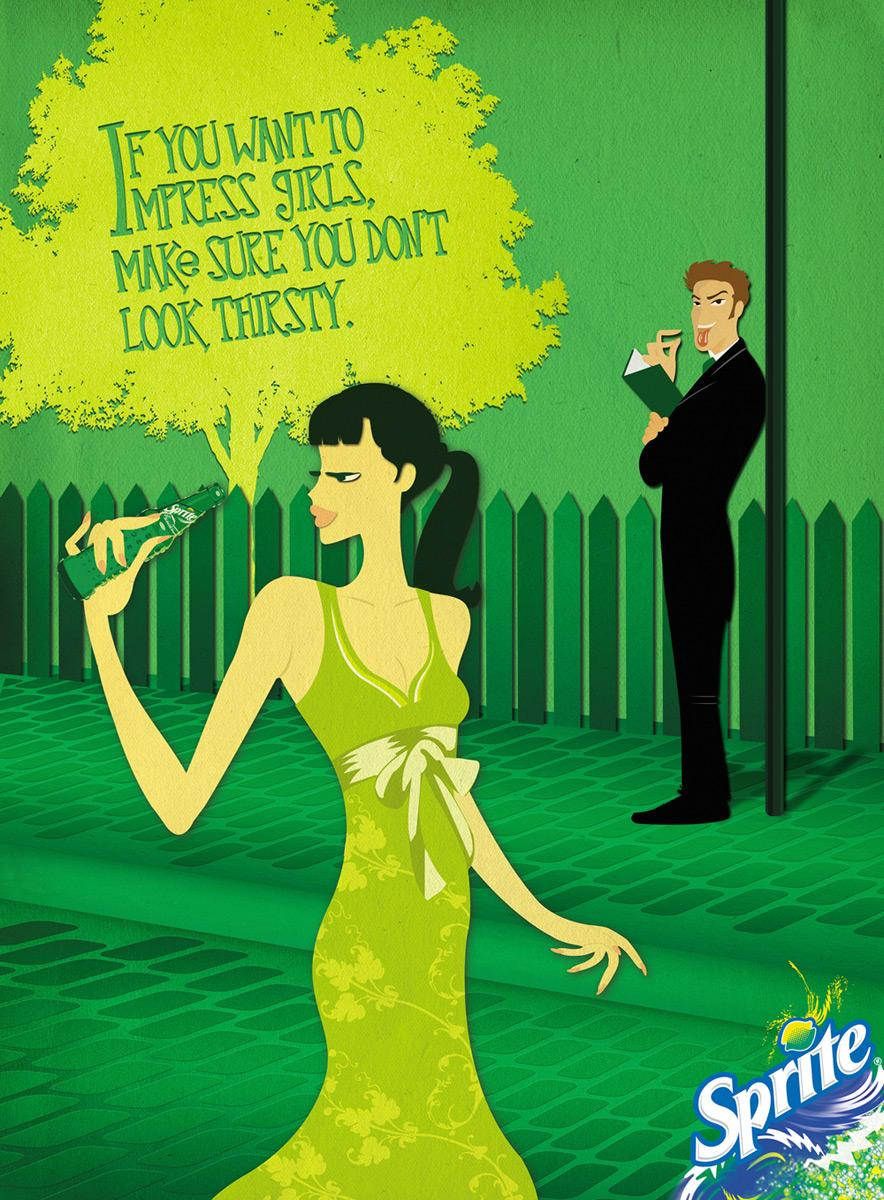 If you want to
impress girls,
make sure you don't
look thirsty.
Sprite
Sprite